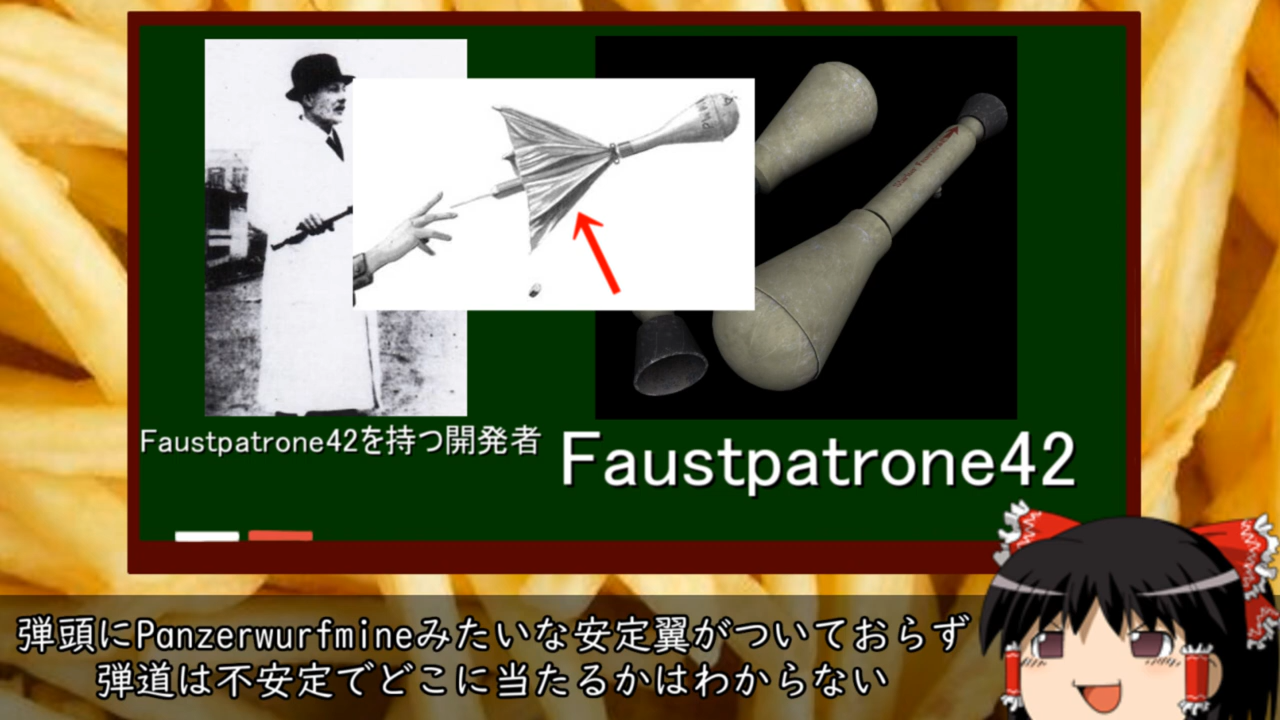 Faustpatrone42を持つ開発者
Faustpatrone42
弾頭にPanzerwurfmineみたいな安定翼がついておらず
弾道は不安定でどこに当たるかはわからない